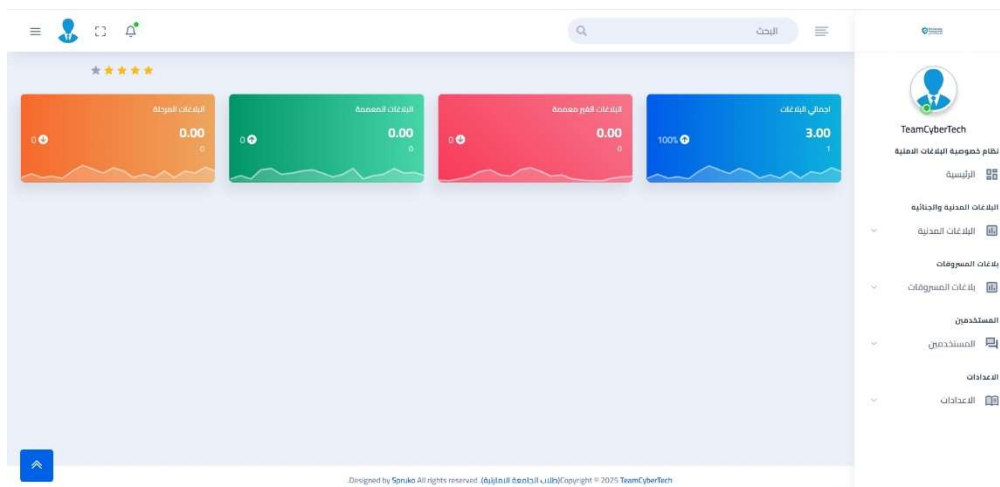 البحث
TeamCyberTech
نظام خصوصية البلاغات الامنية
الرئيسية
البلاغات المدنية والجنائية
البلاغات المدنية
بلاغات المسروقات
بلاغات المسروقات
المستخدمين
المستخدمين
الاعدادات
الاعدادات
اجمالي البلاغات
3.00
1
100%
البلاغات الغير معممة
0.00
0
0
البلاغات المعممة
0.00
0
0
البلاغات المرحلة
0.00
0
0
.Designed by Spruko All rights reserved .(طلاب الجامعة الاماراتية)Copyright © 2025 TeamCyberTech